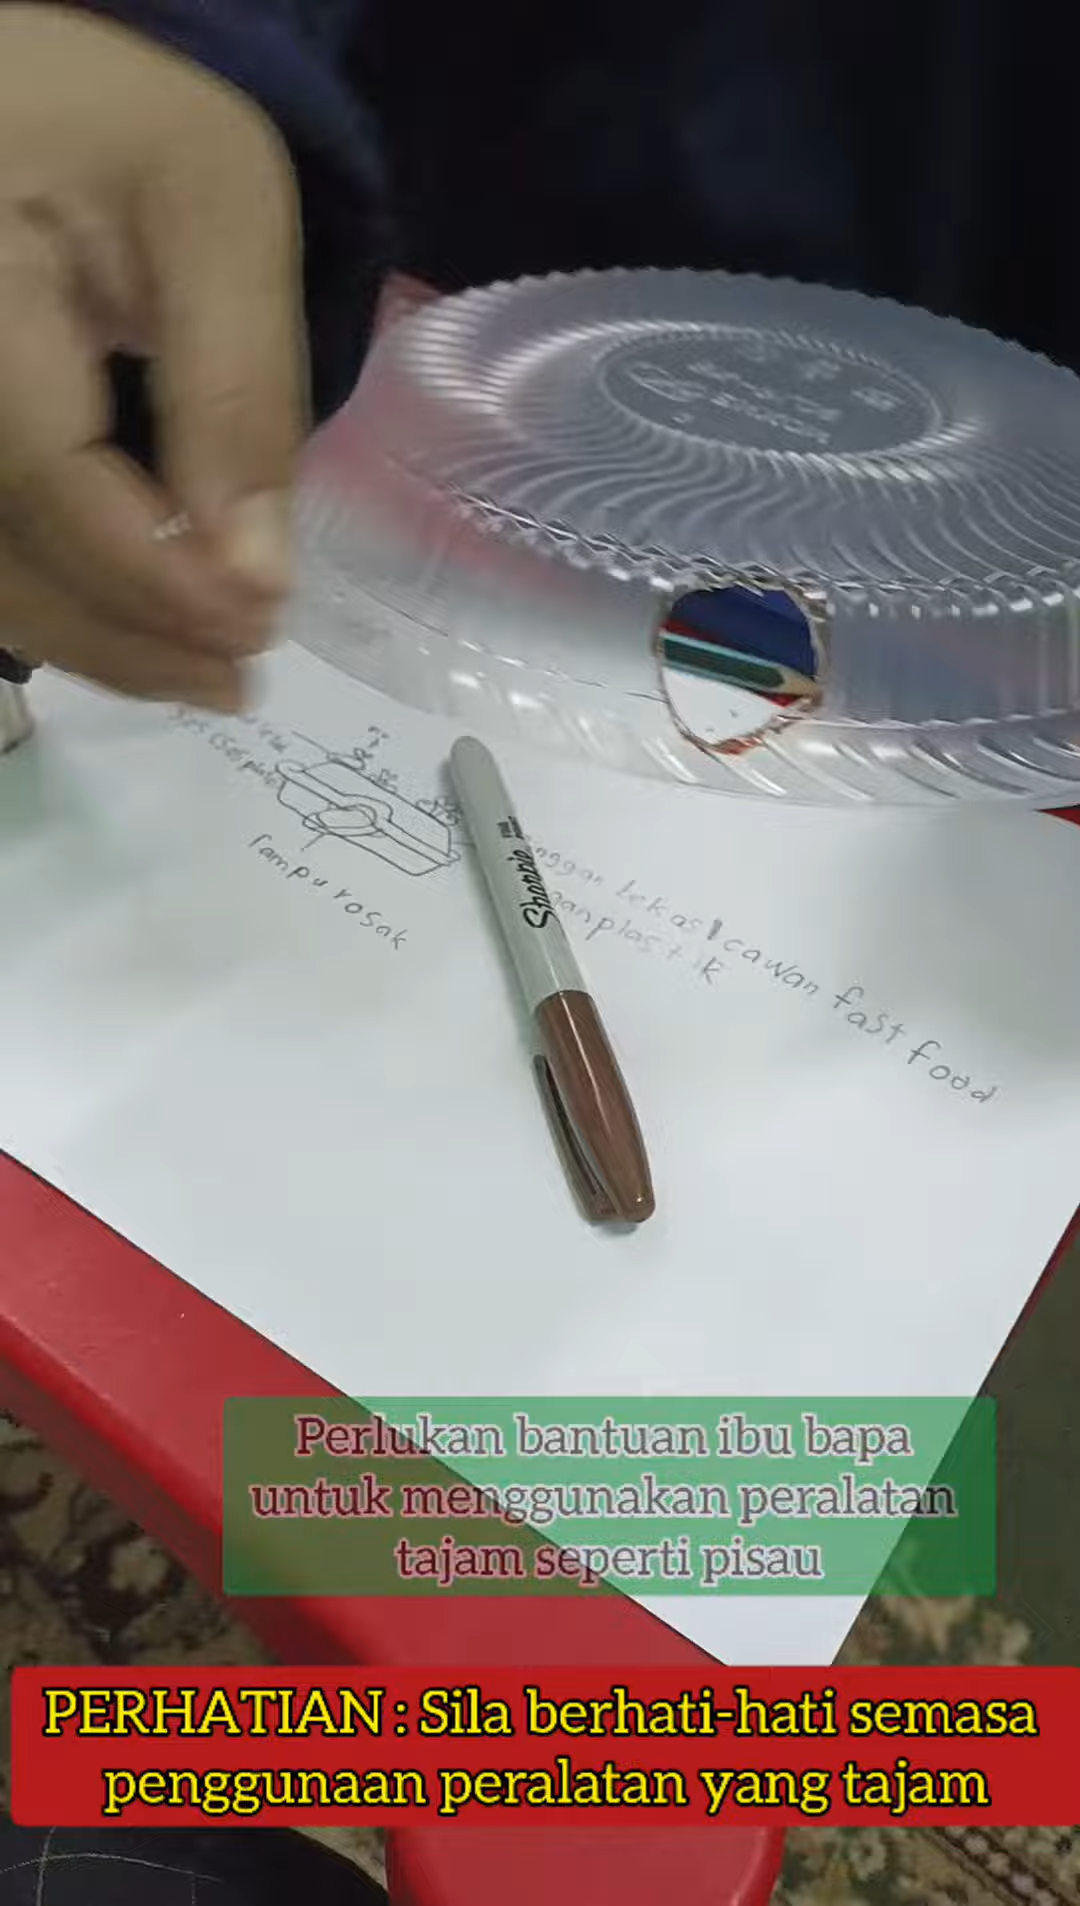 Lampu rosak
Sharpie
bekas/cawan fast food
plastik
Perlukan bantuan ibu bapa
untuk menggunakan peralatan
tajam seperti pisau
PERHATIAN : Sila berhati-hati semasa
penggunaan peralatan yang tajam